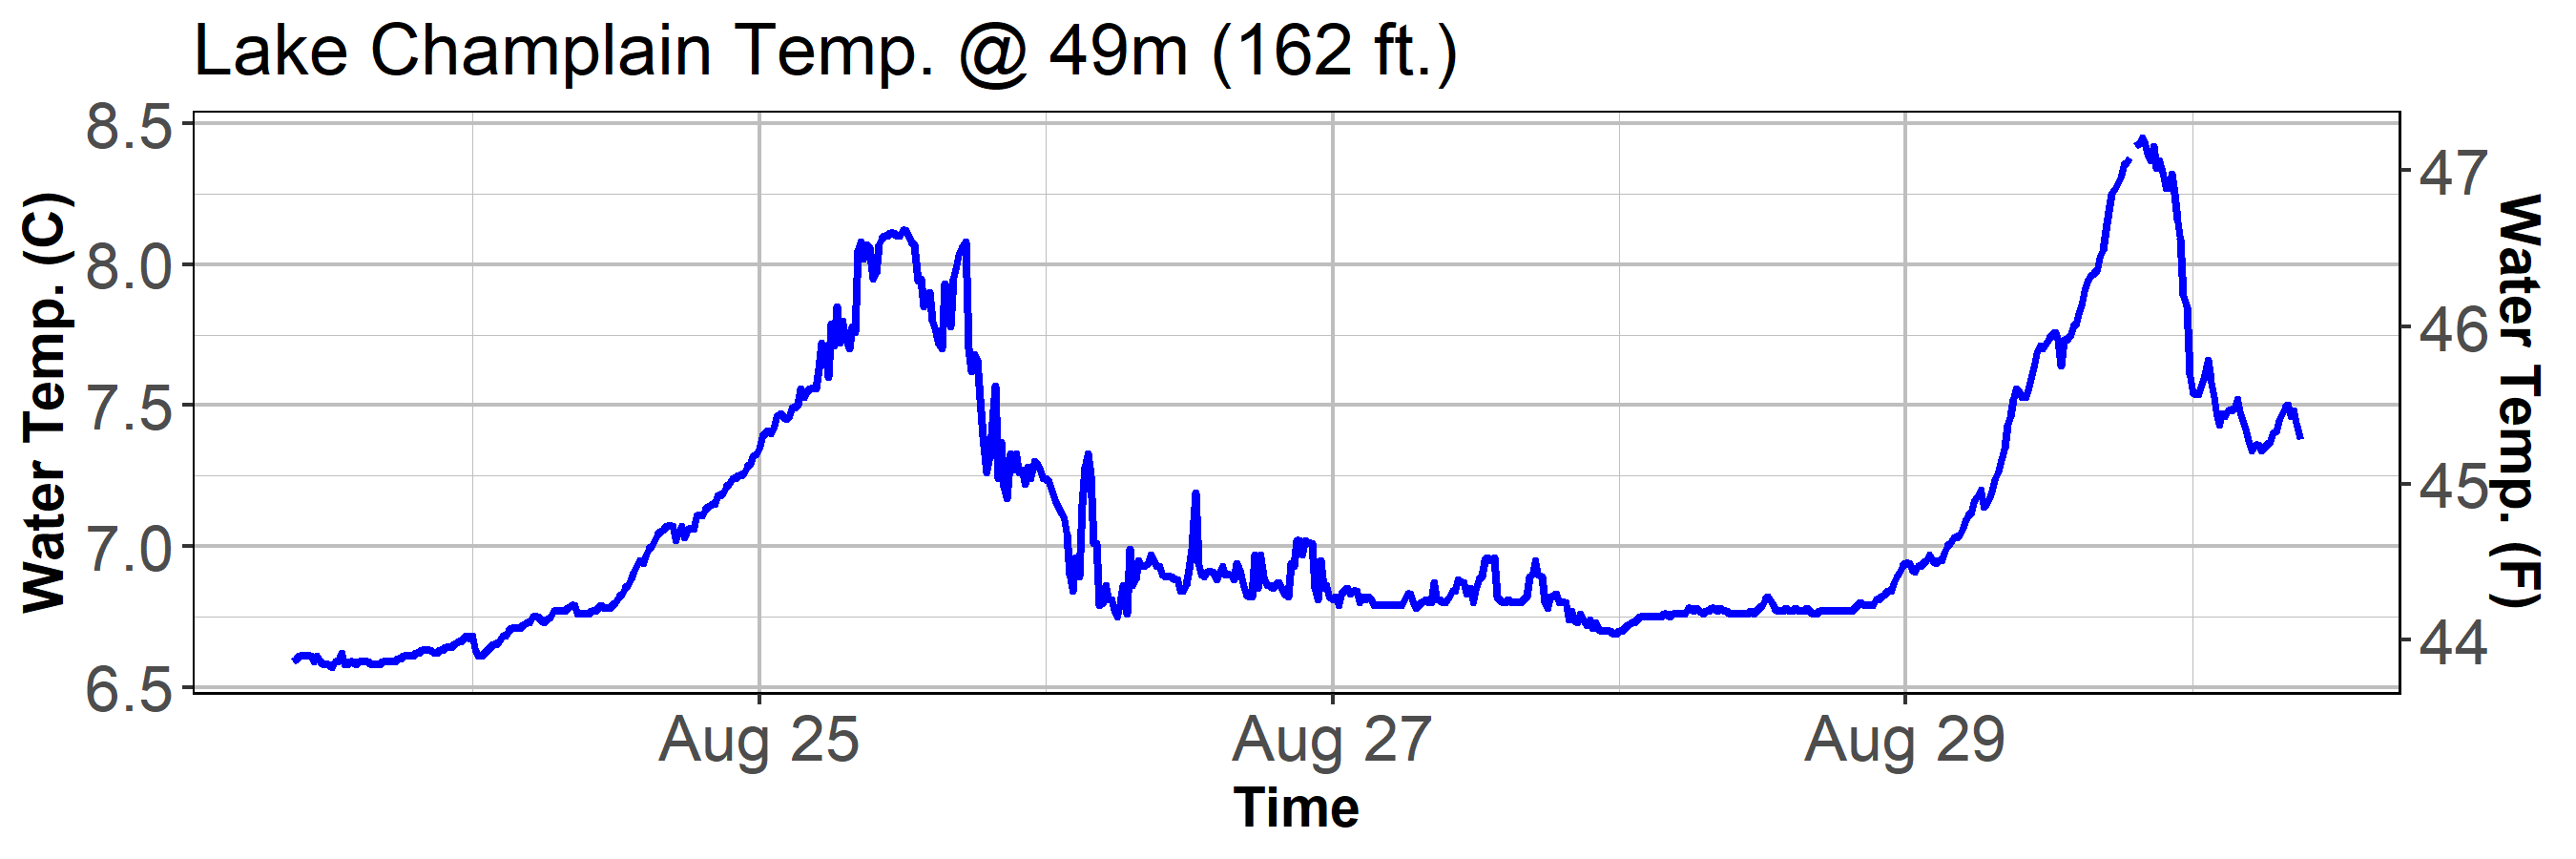 Lake Champlain Temp. @ 49m (162 ft.)
Water Temp. (C)
8.5
8.0
7.5
7.0
6.5
47
46
45
44
Water Temp. (F)
Aug 25
Aug 27
Aug 29
Time